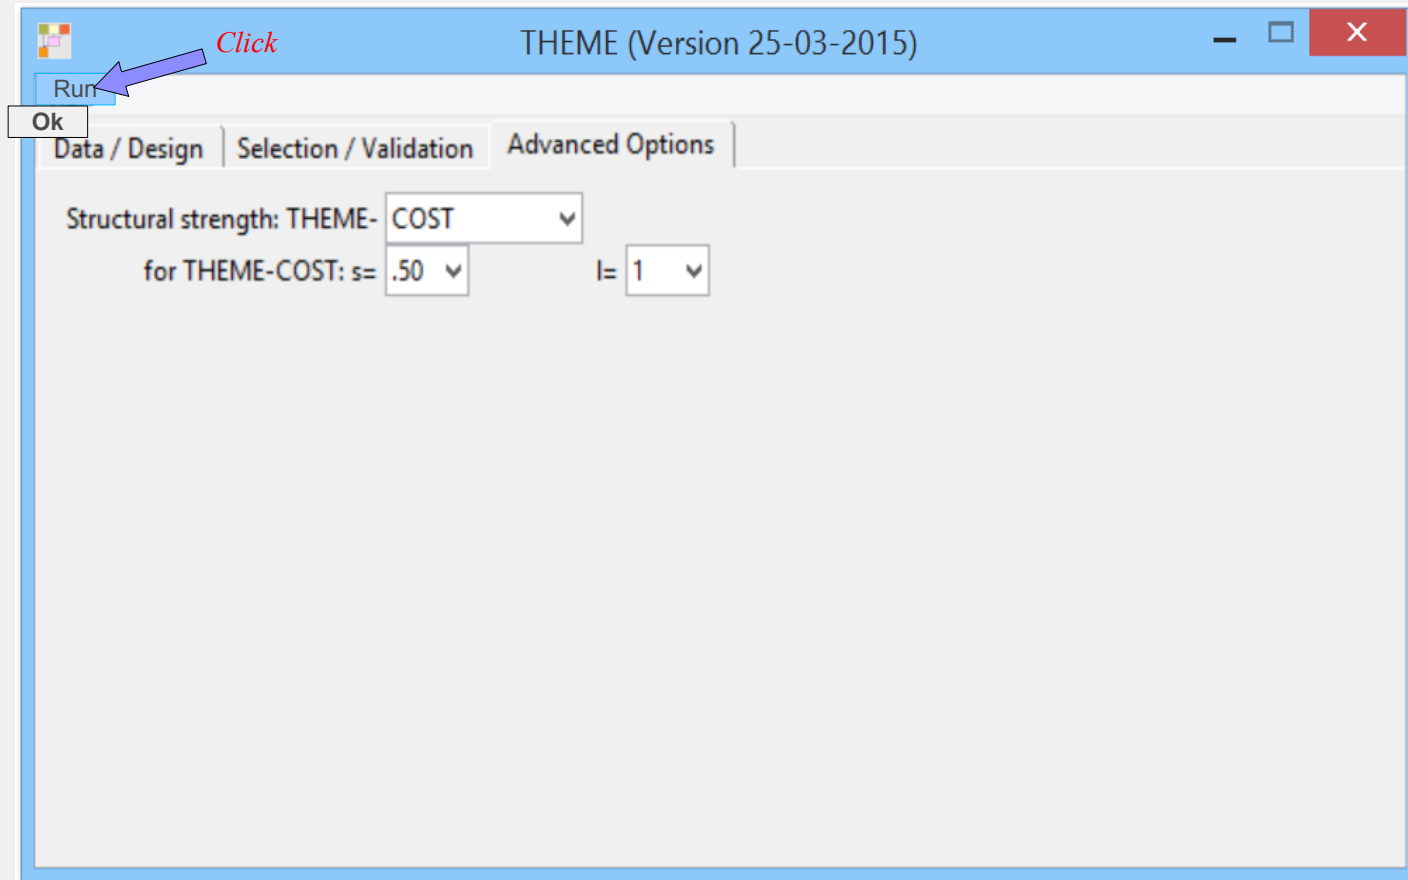 Click
THEME (Version 25-03-2015)
Run
Ok
Data / Design
Selection / Validation
Advanced Options
Structural strength: THEME- COST
for THEME-COST: s= .50 l= 1